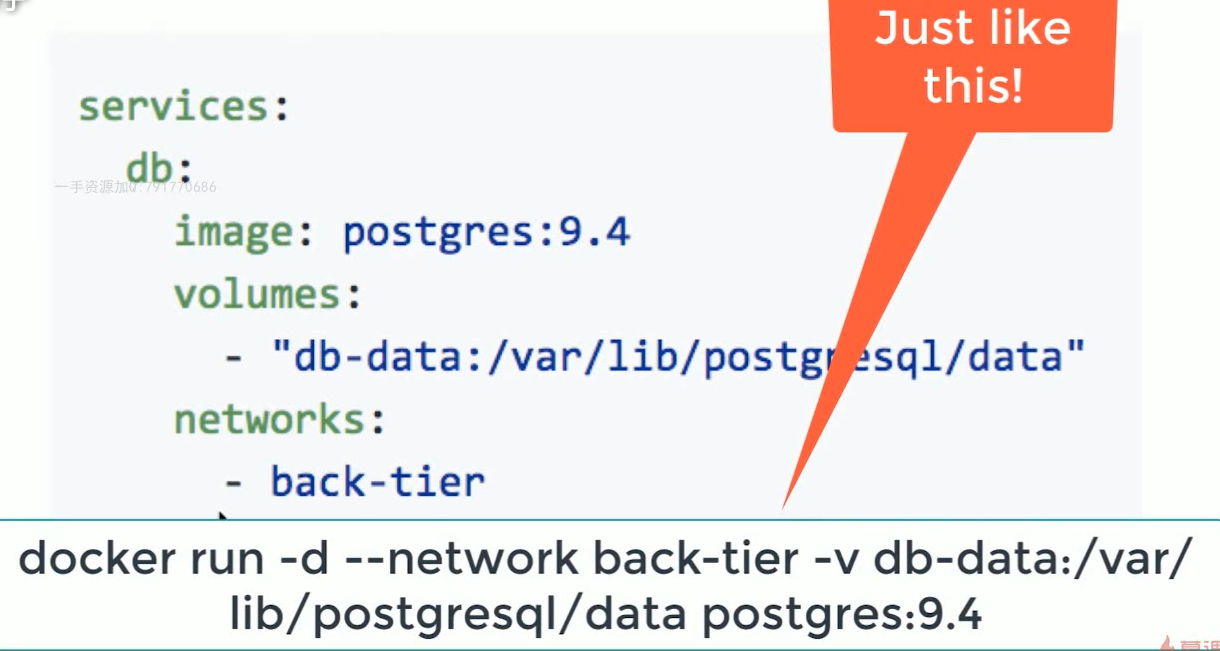 Just like
this!
services:
db:
一手资源加Q:791770686
image: postgres:9.4
volumes:
- "db-data:/var/lib/postgresql/data"
networks:
- back-tier
docker run -d --network back-tier -v db-data:/var/
lib/postgresql/data postgres:9.4